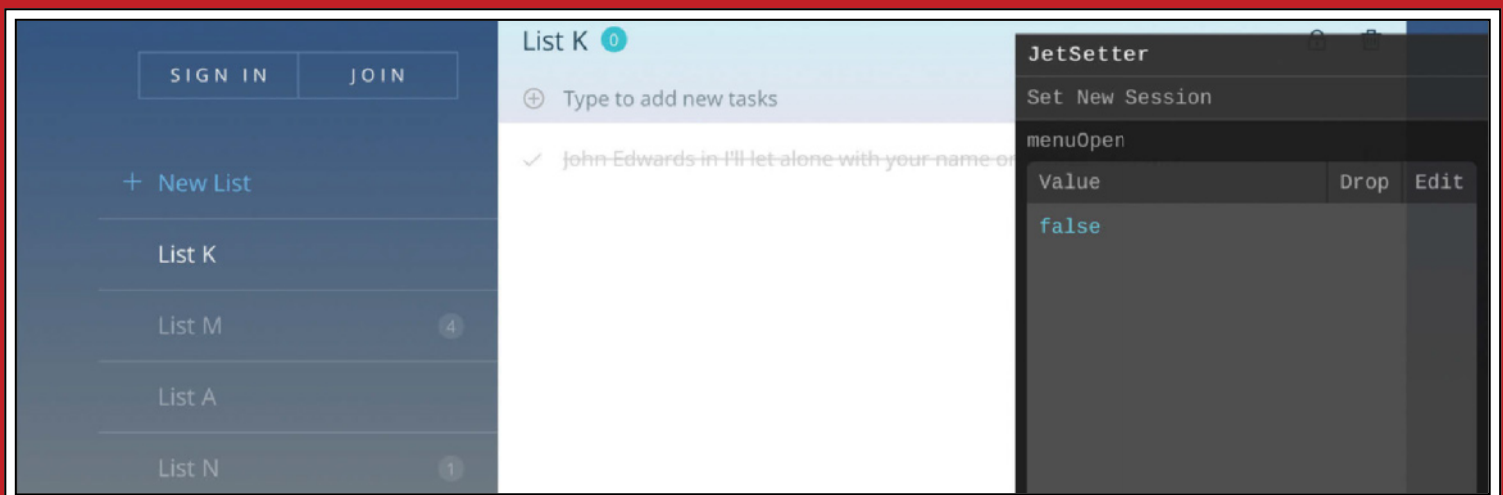 SIGN IN
JOIN
+ New List
List K
List M 4
List A
List N 1
List K 0
Type to add new tasks
John Edwards in I'll let alone with your name or
JetSetter
Set New Session
menuOpen
Value Drop Edit
false